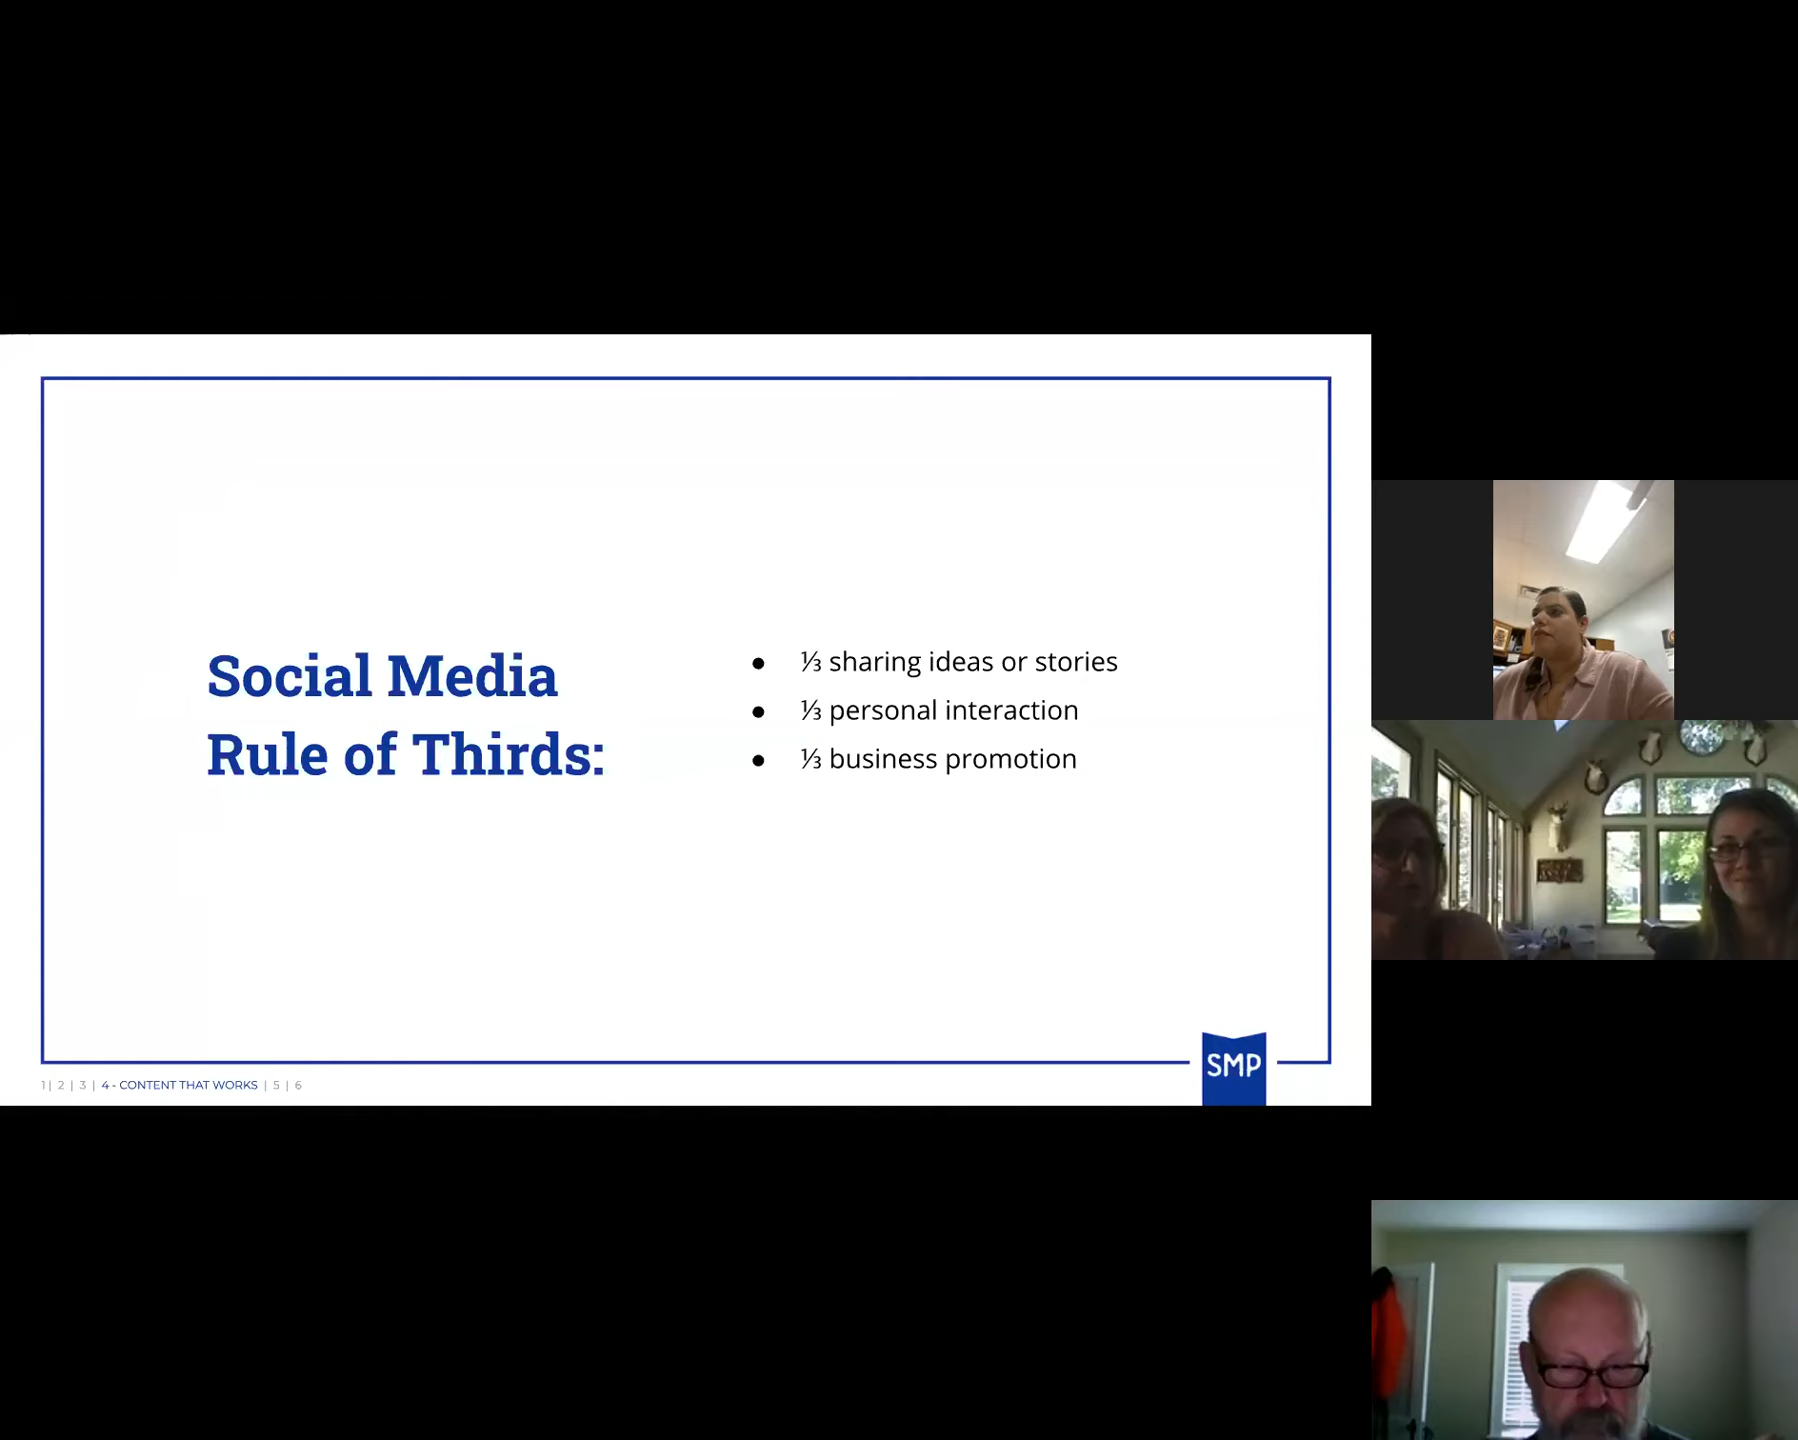 Social Media
Rule of Thirds:
● ⅓ sharing ideas or stories
● ⅓ personal interaction
● ⅓ business promotion
SMP
1 | 2 | 3 | 4 - CONTENT THAT WORKS | 5 | 6